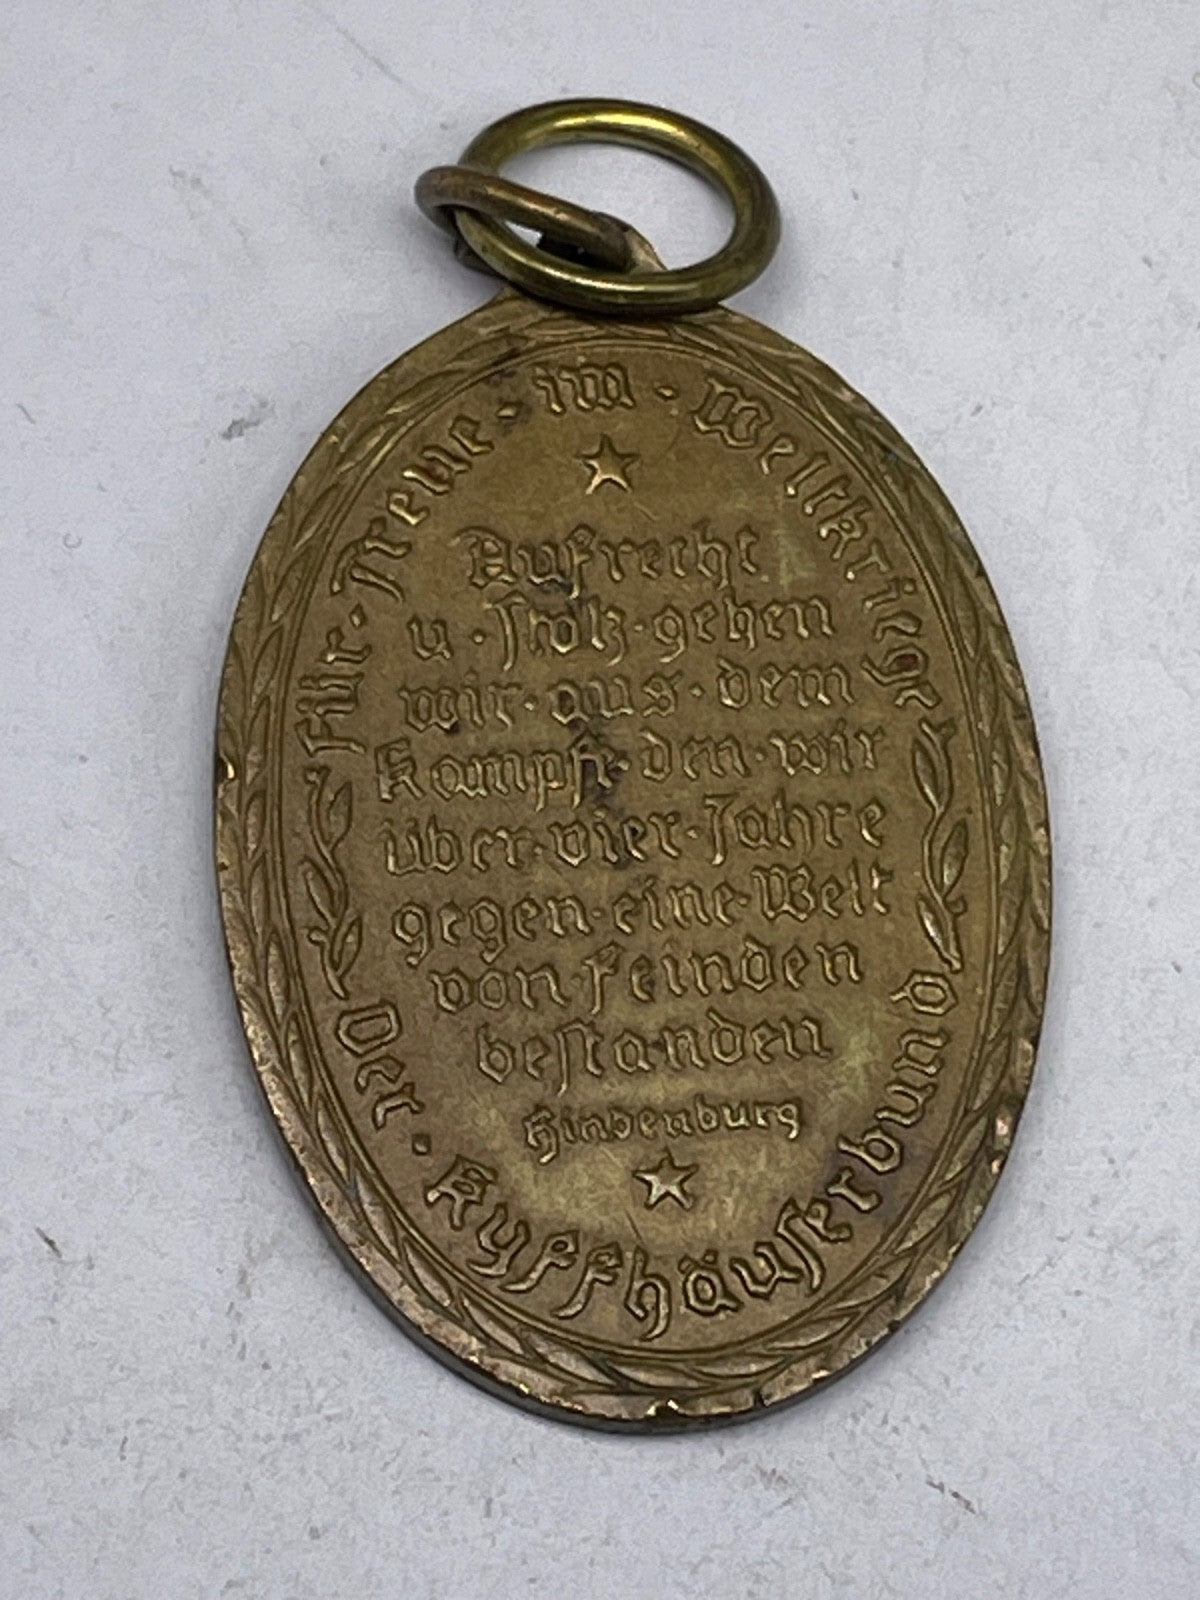 Für · Treue · im · Weltkriege
Aufrecht
u · stolz · gehen
wir · aus · dem
Kampfe · den · wir
über · vier · Jahre
gegen · eine · Welt
von · Feinden
bestanden
Hindenburg
Der · Kyffhäuserbund